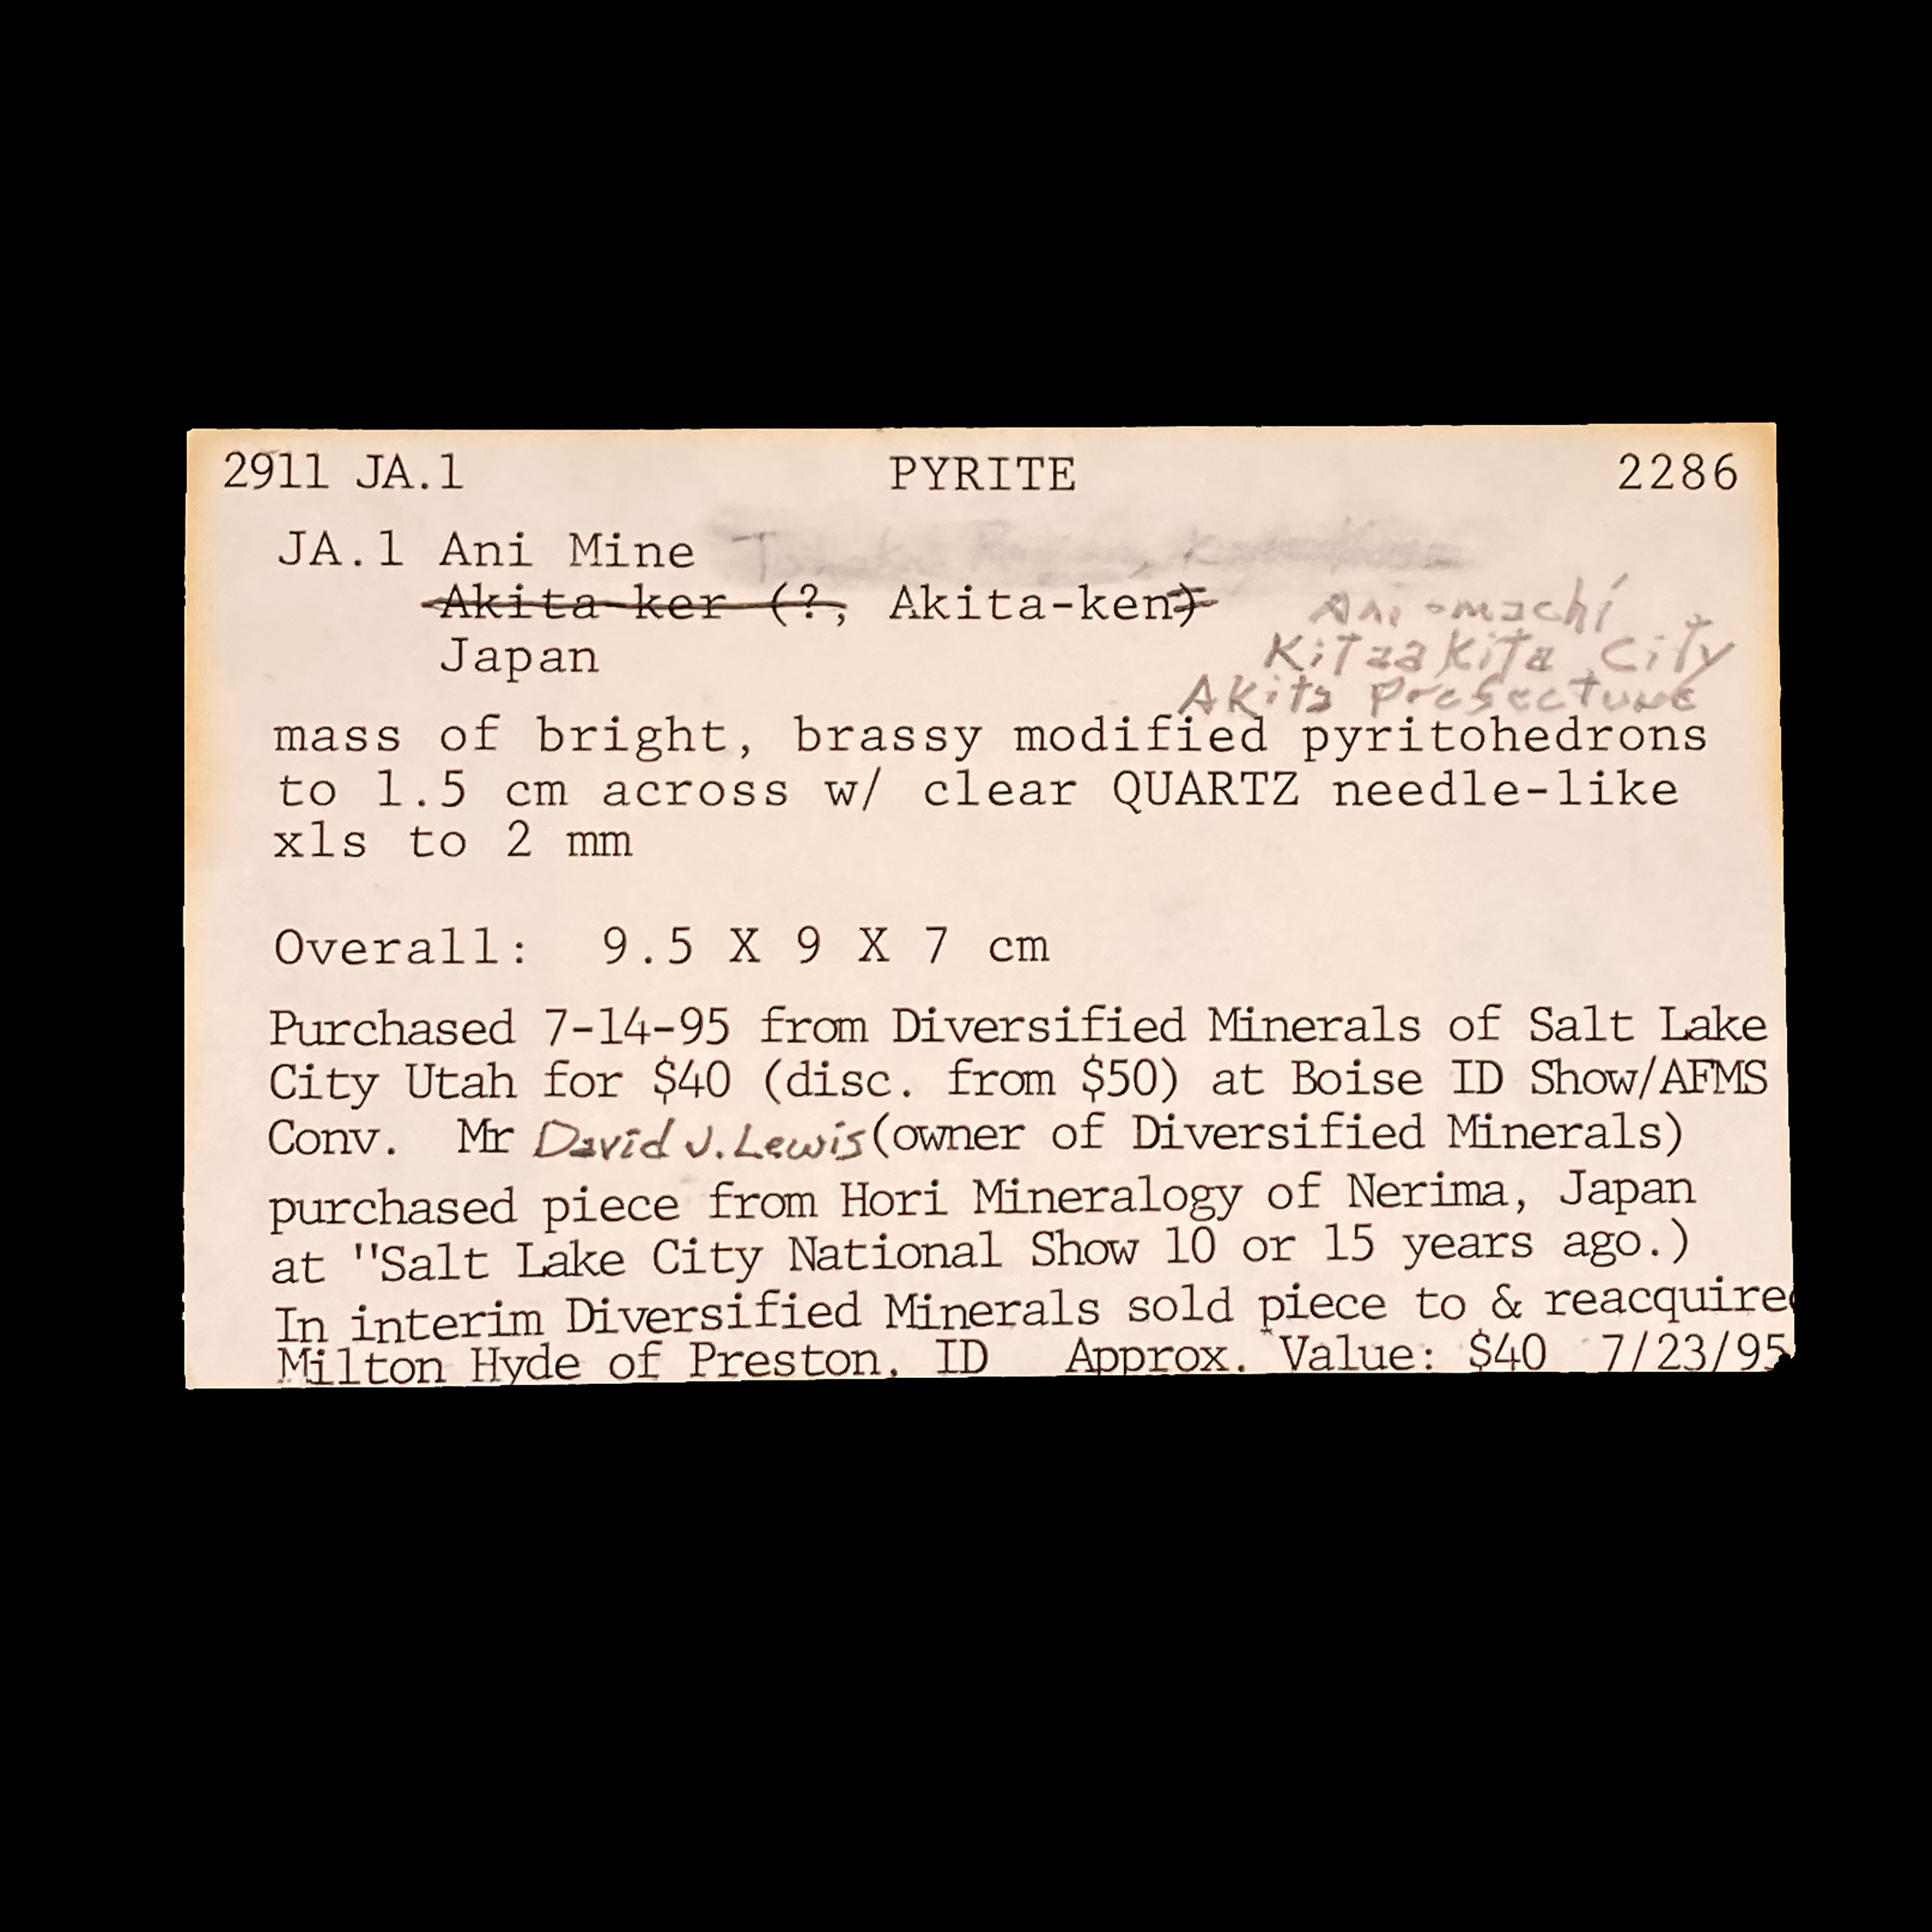 2911 JA.1 PYRITE 2286
JA.1 Ani Mine
Akita ker (?, Akita-ken)
Ani-machi
Japan
Kitaakita City
Akita Prefecture
mass of bright, brassy modified pyritohedrons
to 1.5 cm across w/ clear QUARTZ needle-like
xls to 2 mm
Overall: 9.5 X 9 X 7 cm
Purchased 7-14-95 from Diversified Minerals of Salt Lake
City Utah for $40 (disc. from $50) at Boise ID Show/AFMS
Conv. Mr David J. Lewis (owner of Diversified Minerals)
purchased piece from Hori Mineralogy of Nerima, Japan
at "Salt Lake City National Show 10 or 15 years ago.)
In interim Diversified Minerals sold piece to & reacquired
Milton Hyde of Preston, ID Approx. Value: $40 7/23/95